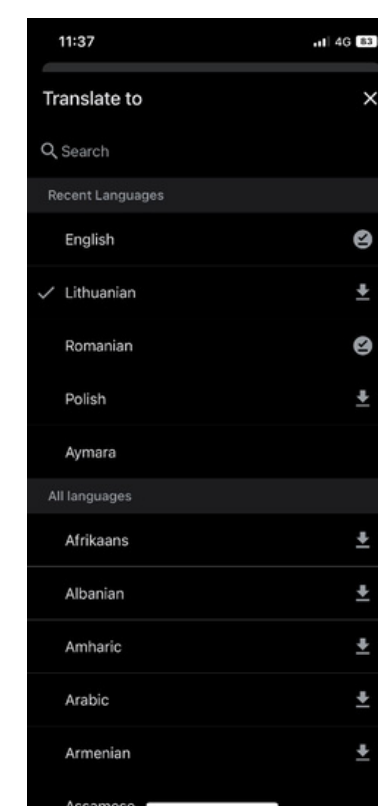 11:37 4G 83
Translate to
Search
Recent Languages
English
Lithuanian
Romanian
Polish
Aymara
All languages
Afrikaans
Albanian
Amharic
Arabic
Armenian
Assamese